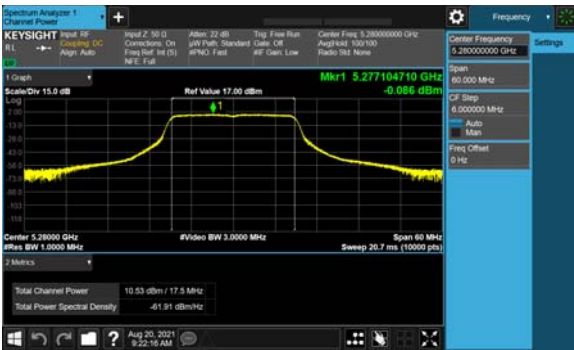 Spectrum Analyzer 1
Channel Power
Frequency
KEYSIGHT
Input: RF
Coupling: DC
Align: Auto
Input Z: 50 Ω
Corrections: On
Freq Ref: Int (S)
NFE: Full
Atten: 22 dB
µW Path: Standard
#PNO: Fast
Trig: Free Run
Gate: Off
#IF Gain: Low
Center Freq: 5.280000000 GHz
Avg|Hold: 100/100
Radio Std: None
RL
Center Frequency
5.280000000 GHz
Settings
Span
60.000 MHz
CF Step
6.000000 MHz
Auto
Man
Freq Offset
0 Hz
1 Graph
Mkr1 5.277104710 GHz
Scale/Div 15.0 dB
Ref Value 17.00 dBm
-0.086 dBm
Log
2.00
-13.0
1
Center 5.28000 GHz
#Video BW 3.0000 MHz
Span 60 MHz
#Res BW 1.0000 MHz
Sweep 20.7 ms (10000 pts)
2 Metrics
Total Channel Power
10.53 dBm / 17.5 MHz
Total Power Spectral Density
-61.91 dBm/Hz
Aug 20, 2021
9:22:16 AM